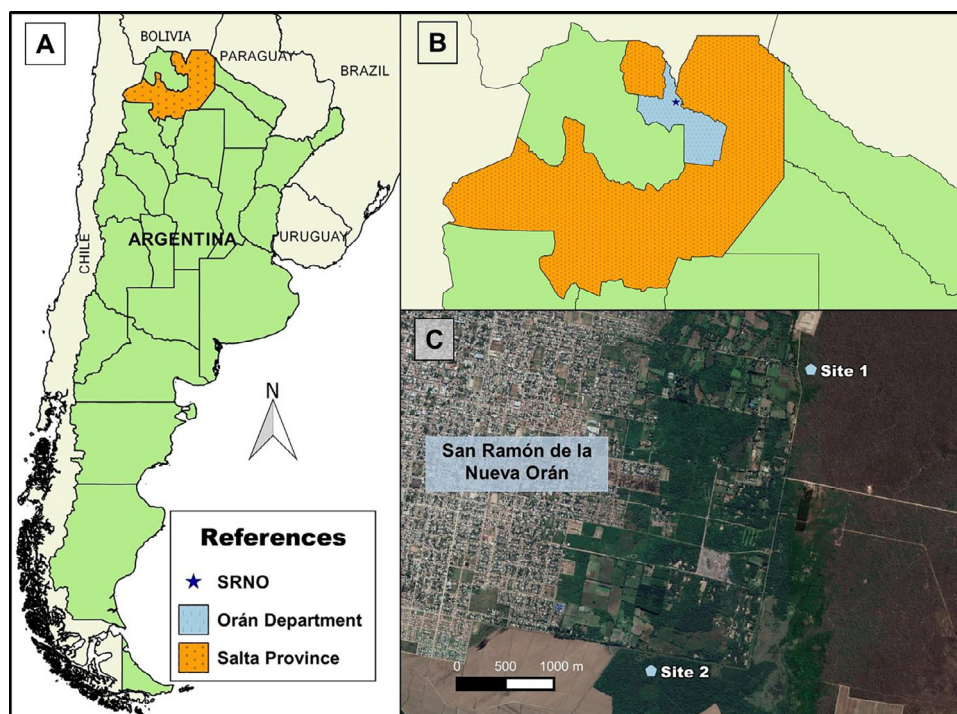 A
BOLIVIA
PARAGUAY
BRAZIL
CHILE
ARGENTINA
URUGUAY
N
References
SRNO
Orán Department
Salta Province
B
C
Site 1
San Ramón de la
Nueva Orán
0 500 1000 m
Site 2